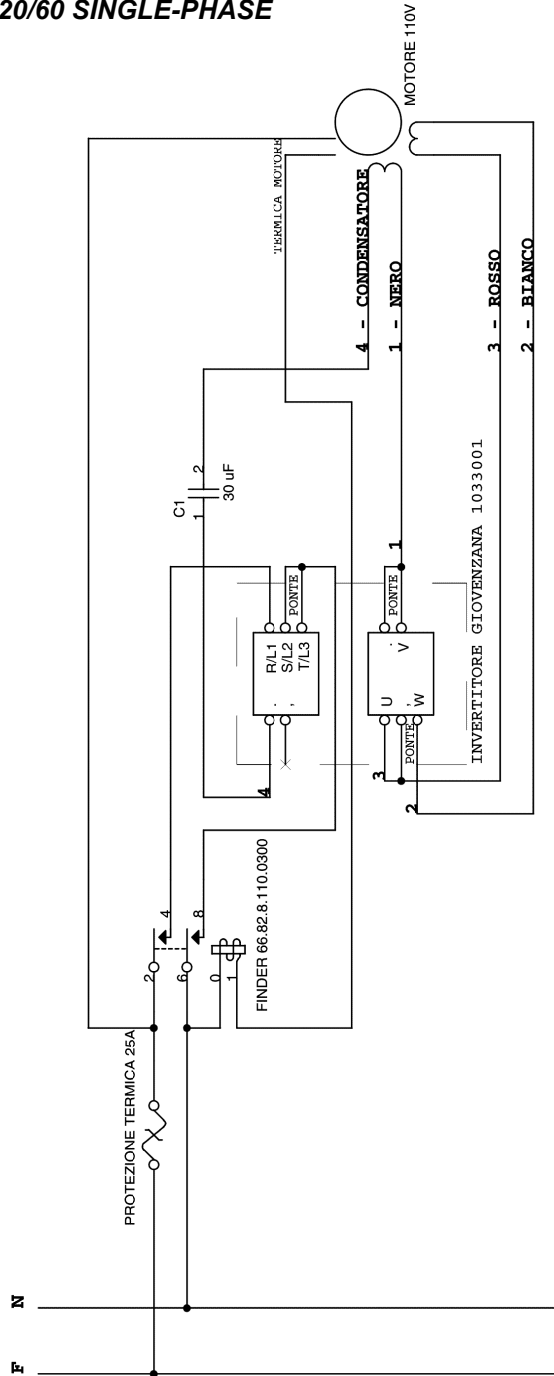 20/60 SINGLE-PHASE
MOTORE 110V
TERMICA MOTORE
4 - CONDENSATORE
1 - NERO
3 - ROSSO
2 - BIANCO
C1
1
2
30 uF
R/L1
S/L2
T/L3
PONTE
4
U
V
W
PONTE
PONTE
1
3
2
INVERTITORE GIOVENZANA 1033001
2
4
6
8
0
1
FINDER 66.82.8.110.0300
PROTEZIONE TERMICA 25A
N
F